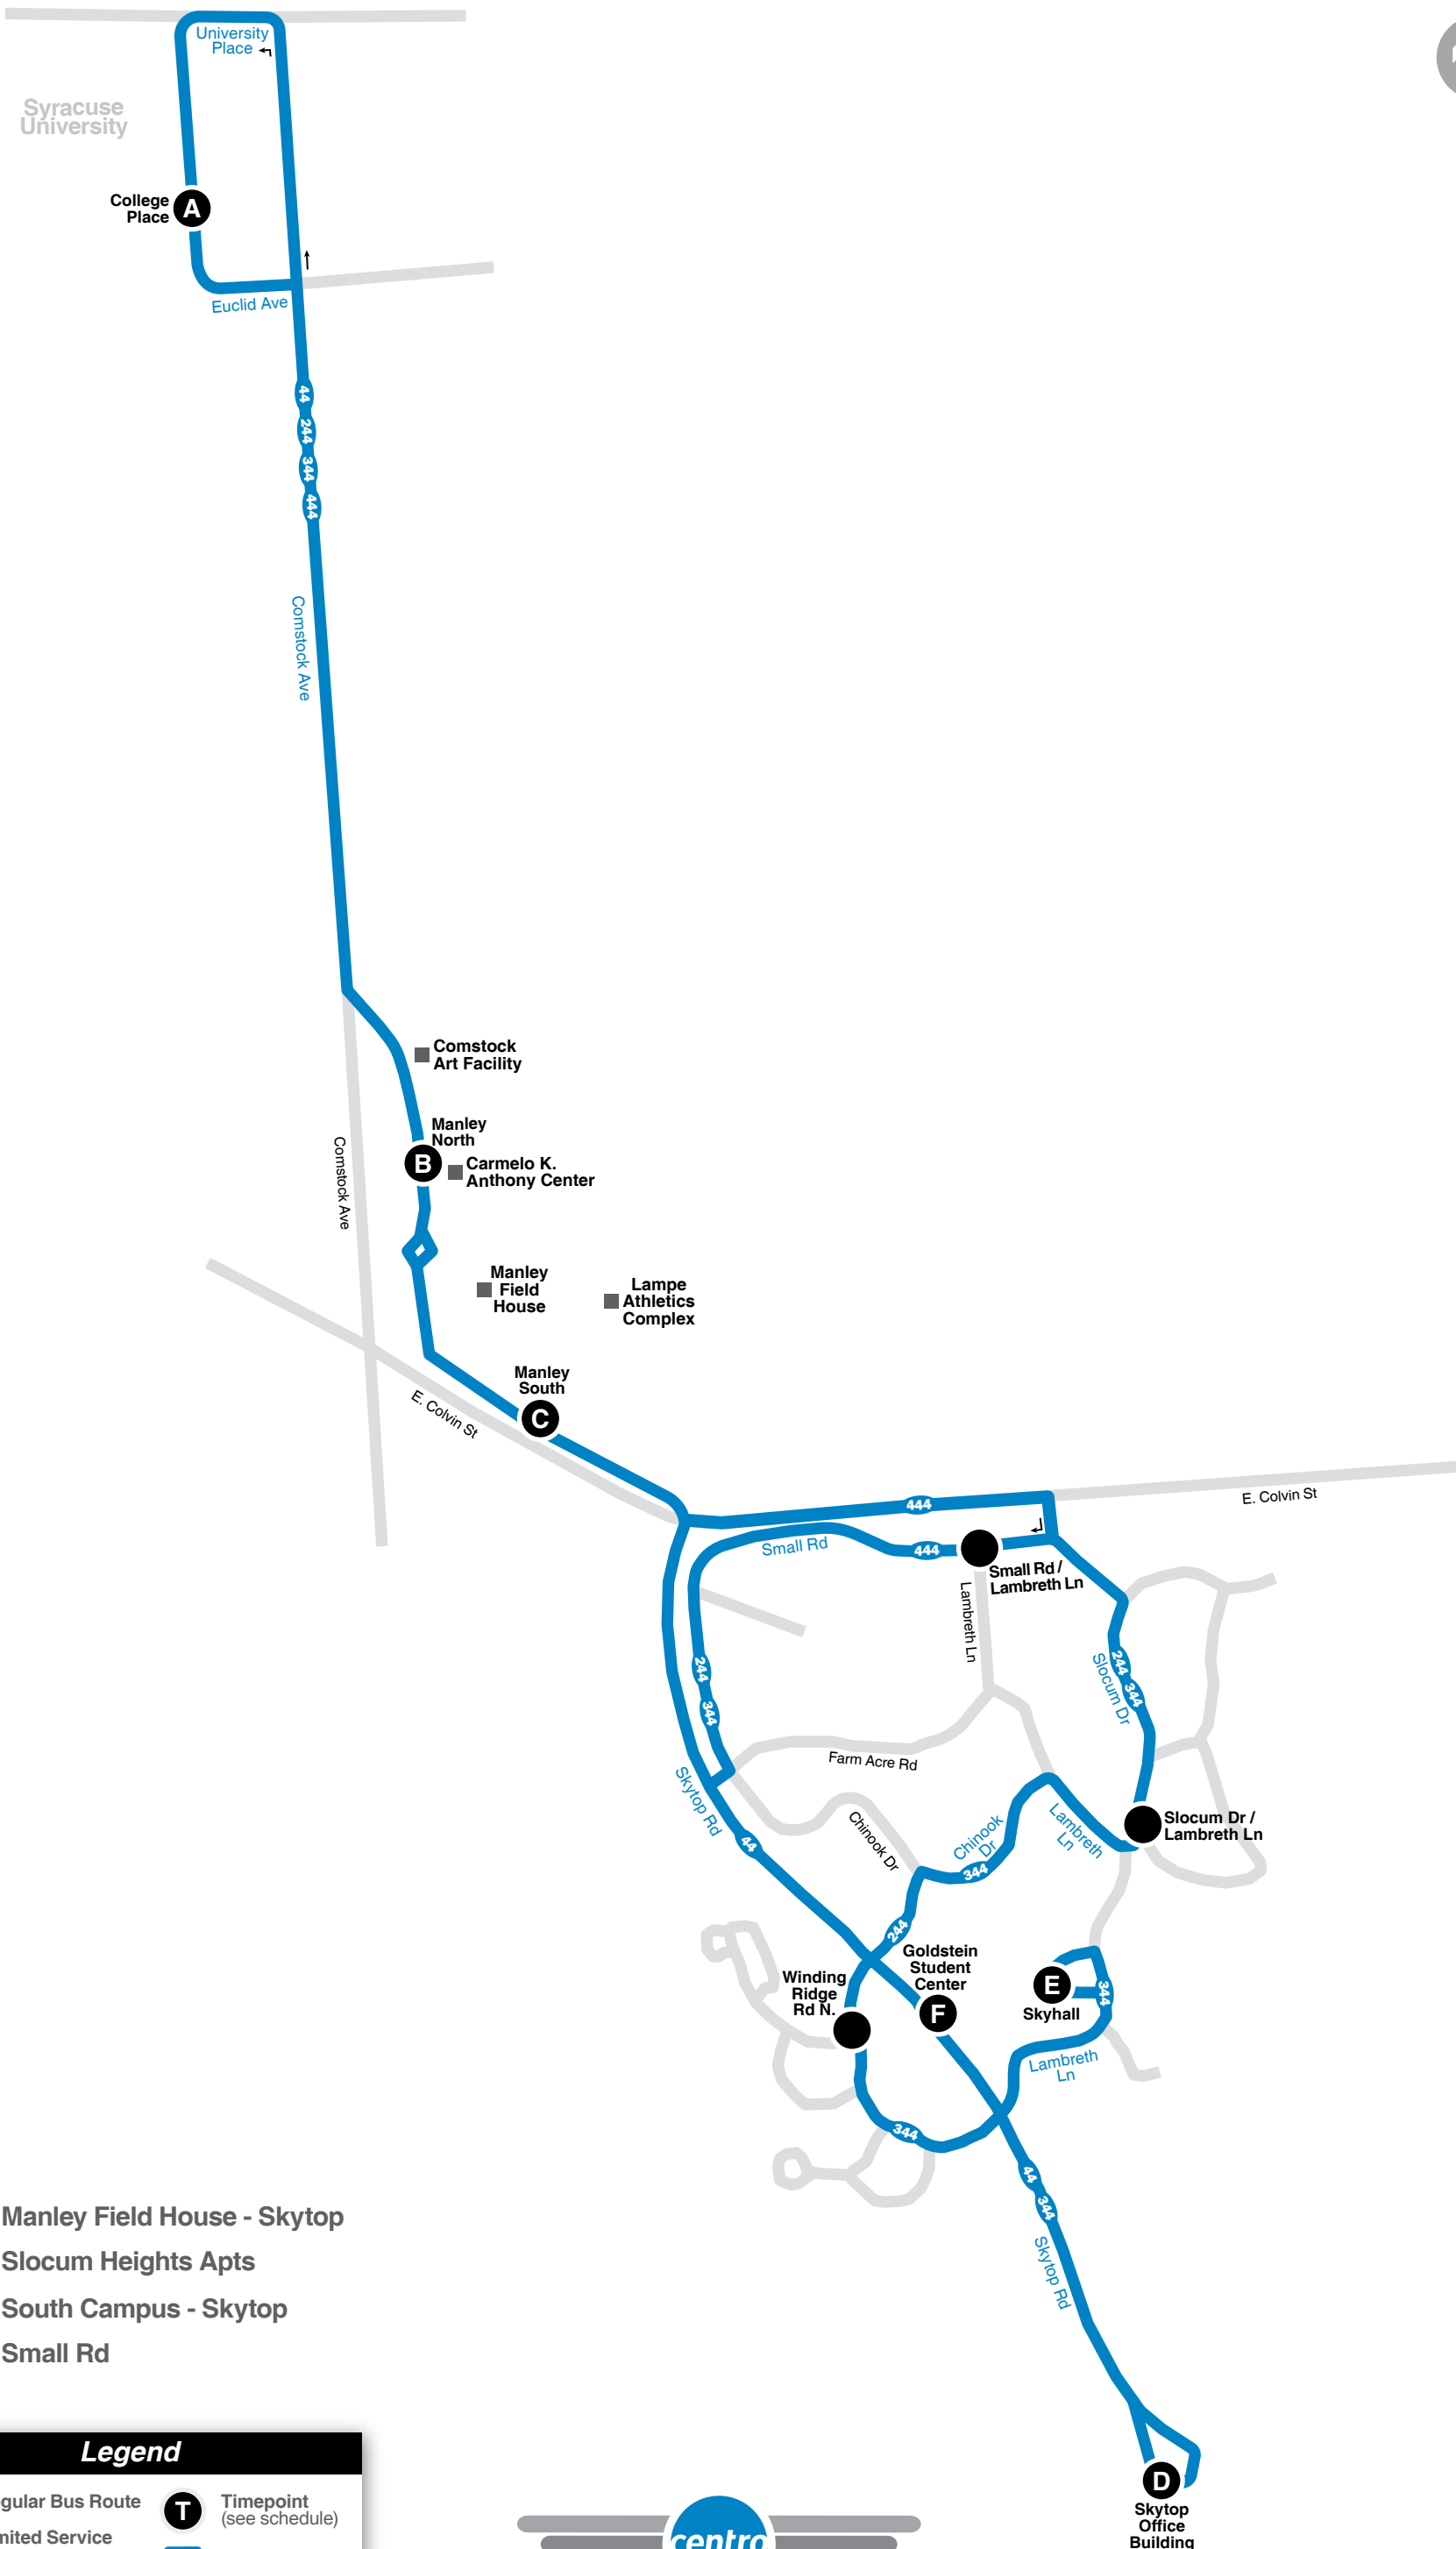 University
Place
Syracuse
University
College
Place
A
Euclid Ave
44
244
344
444
Comstock Ave
Comstock
Art Facility
Manley
North
B
Carmelo K.
Anthony Center
Comstock Ave
Manley
Field
House
Lampe
Athletics
Complex
Manley
South
C
E. Colvin St
444
E. Colvin St
Small Rd
444
Small Rd /
Lambreth Ln
Lambreth Ln
244
344
Slocum Dr
244
344
Farm Acre Rd
Skytop Rd
44
Chinook Dr
Chinook
Dr
344
Lambreth
Ln
Slocum Dr /
Lambreth Ln
244
Goldstein
Student
Center
F
Winding
Ridge
Rd N.
E
Skyhall
344
Lambreth
Ln
344
44
344
Skytop Rd
Manley Field House - Skytop
Slocum Heights Apts
South Campus - Skytop
Small Rd
Legend
gular Bus Route
T
Timepoint
(see schedule)
mited Service
centro
D
Skytop
Office
Building